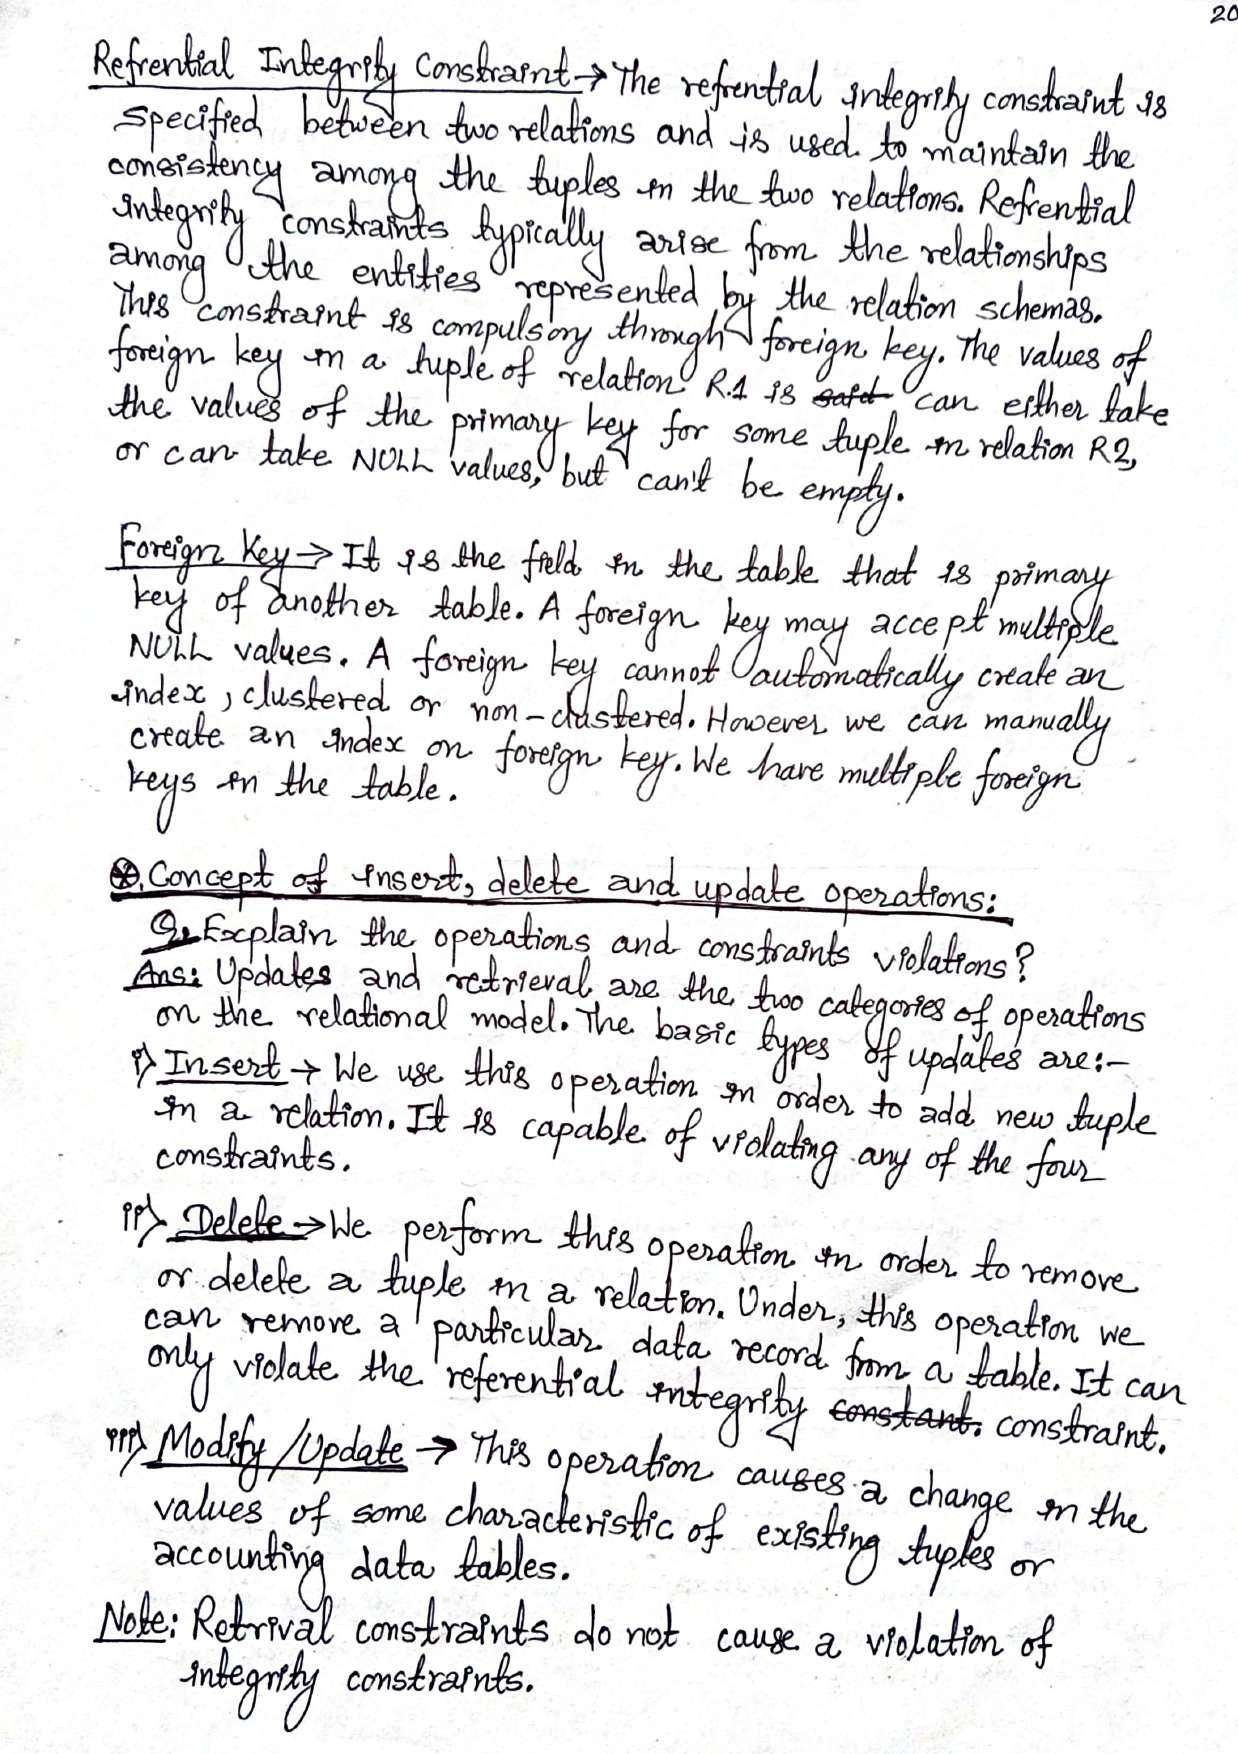 20
Refrential Integrity Constraint → The refrential integrity constraint is
specified between two relations and is used to maintain the
consistency among the tuples in the two relations. Refrential
integrity constraints typically arise from the relationships
among the entities represented by the relation schemas.
This constraint is compulsory through foreign key. The values of
foreign key in a tuple of relation R.1 is said can either take
the values of the primary key for some tuple in relation R2,
or can take NULL values, but can't be empty.
Foreign Key → It is the field in the table that is primary
key of another table. A foreign key may accept multiple
NULL values. A foreign key cannot automatically create an
index, clustered or non-clustered. However we can manually
create an index on foreign key. We have multiple foreign
keys in the table.
⊛. Concept of insert, delete and update operations:
Q. Explain the operations and constraints violations?
Ans: Updates and retrieval are the two categories of operations
on the relational model. The basic types of updates are:-
i) Insert → We use this operation in order to add new tuple
in a relation. It is capable of violating any of the four
constraints.
ii) Delete → We perform this operation in order to remove
or delete a tuple in a relation. Under, this operation we
can remove a particular data record from a table. It can
only violate the referential integrity constant. constraint.
iii) Modify/Update → This operation causes a change in the
values of some characteristic of existing tuples or
accounting data tables.
Note: Retrival constraints do not cause a violation of
integrity constraints.